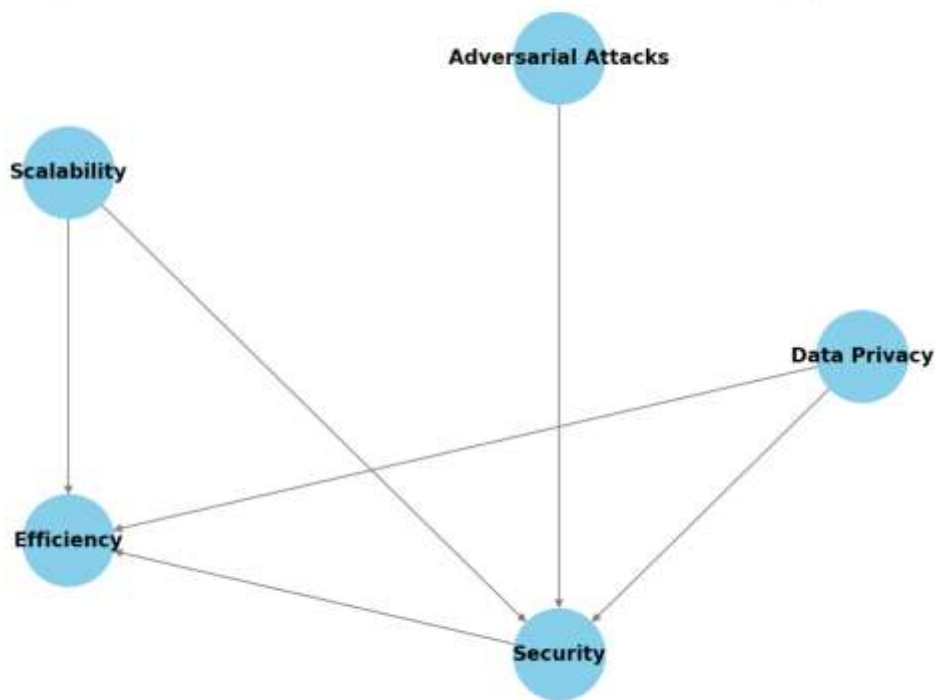 Adversarial Attacks
Scalability
Data Privacy
Efficiency
Security